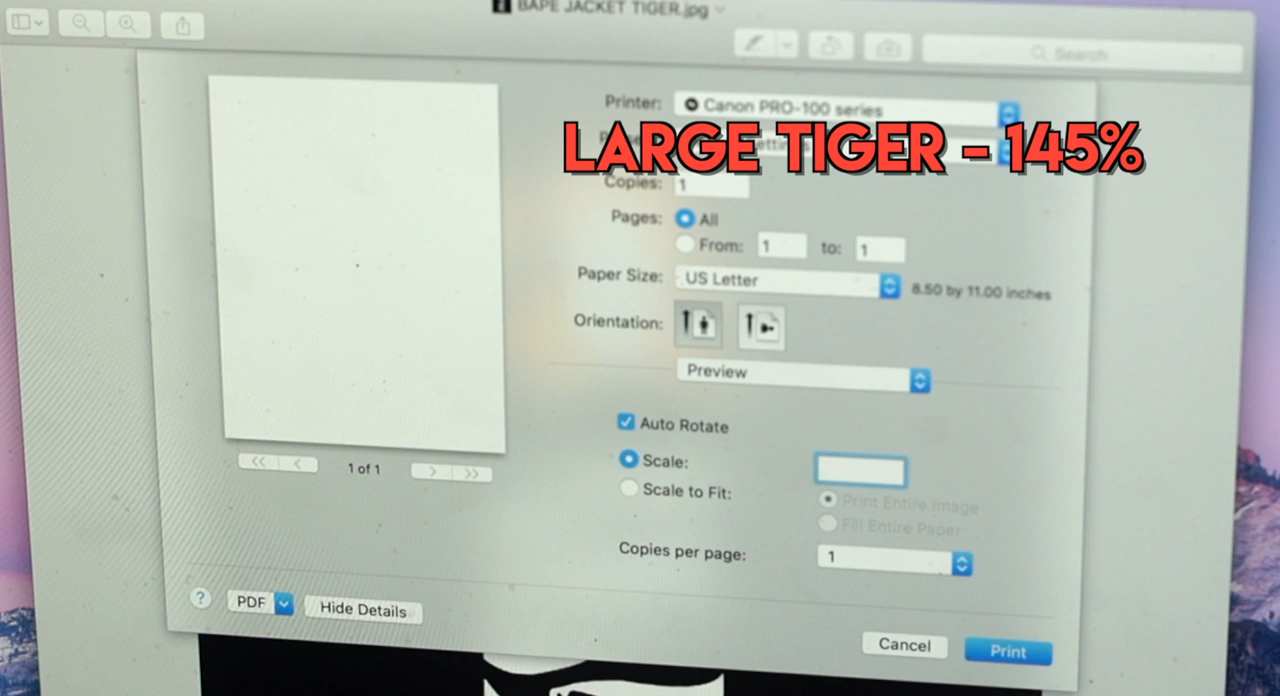 BAPE JACKET TIGER.jpg
Search
Printer: Canon PRO-100 series
LARGE TIGER - 145%
Copies: 1
Pages: All
From: 1 to: 1
Paper Size: US Letter 8.50 by 11.00 inches
Orientation:
Preview
Auto Rotate
Scale:
Scale to Fit:
Print Entire Image
Fill Entire Paper
Copies per page: 1
<< < 1 of 1 > >>
? PDF Hide Details
Cancel Print